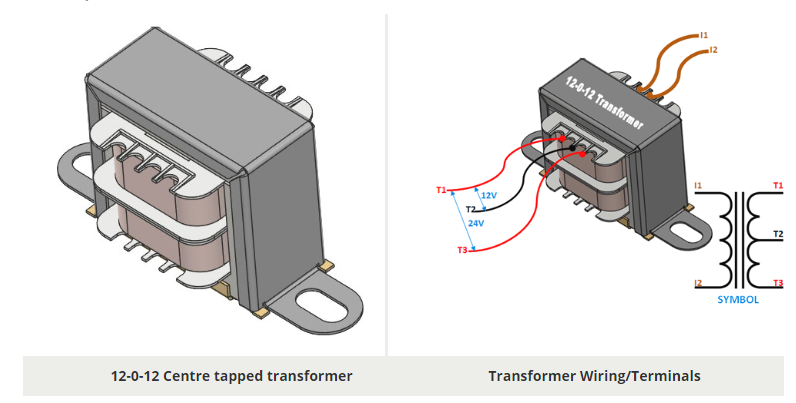 I1
I2
12-0-12 Transformer
T1
12V
T2
24V
T3
I1
T1
T2
I2
T3
SYMBOL
12-0-12 Centre tapped transformer
Transformer Wiring/Terminals